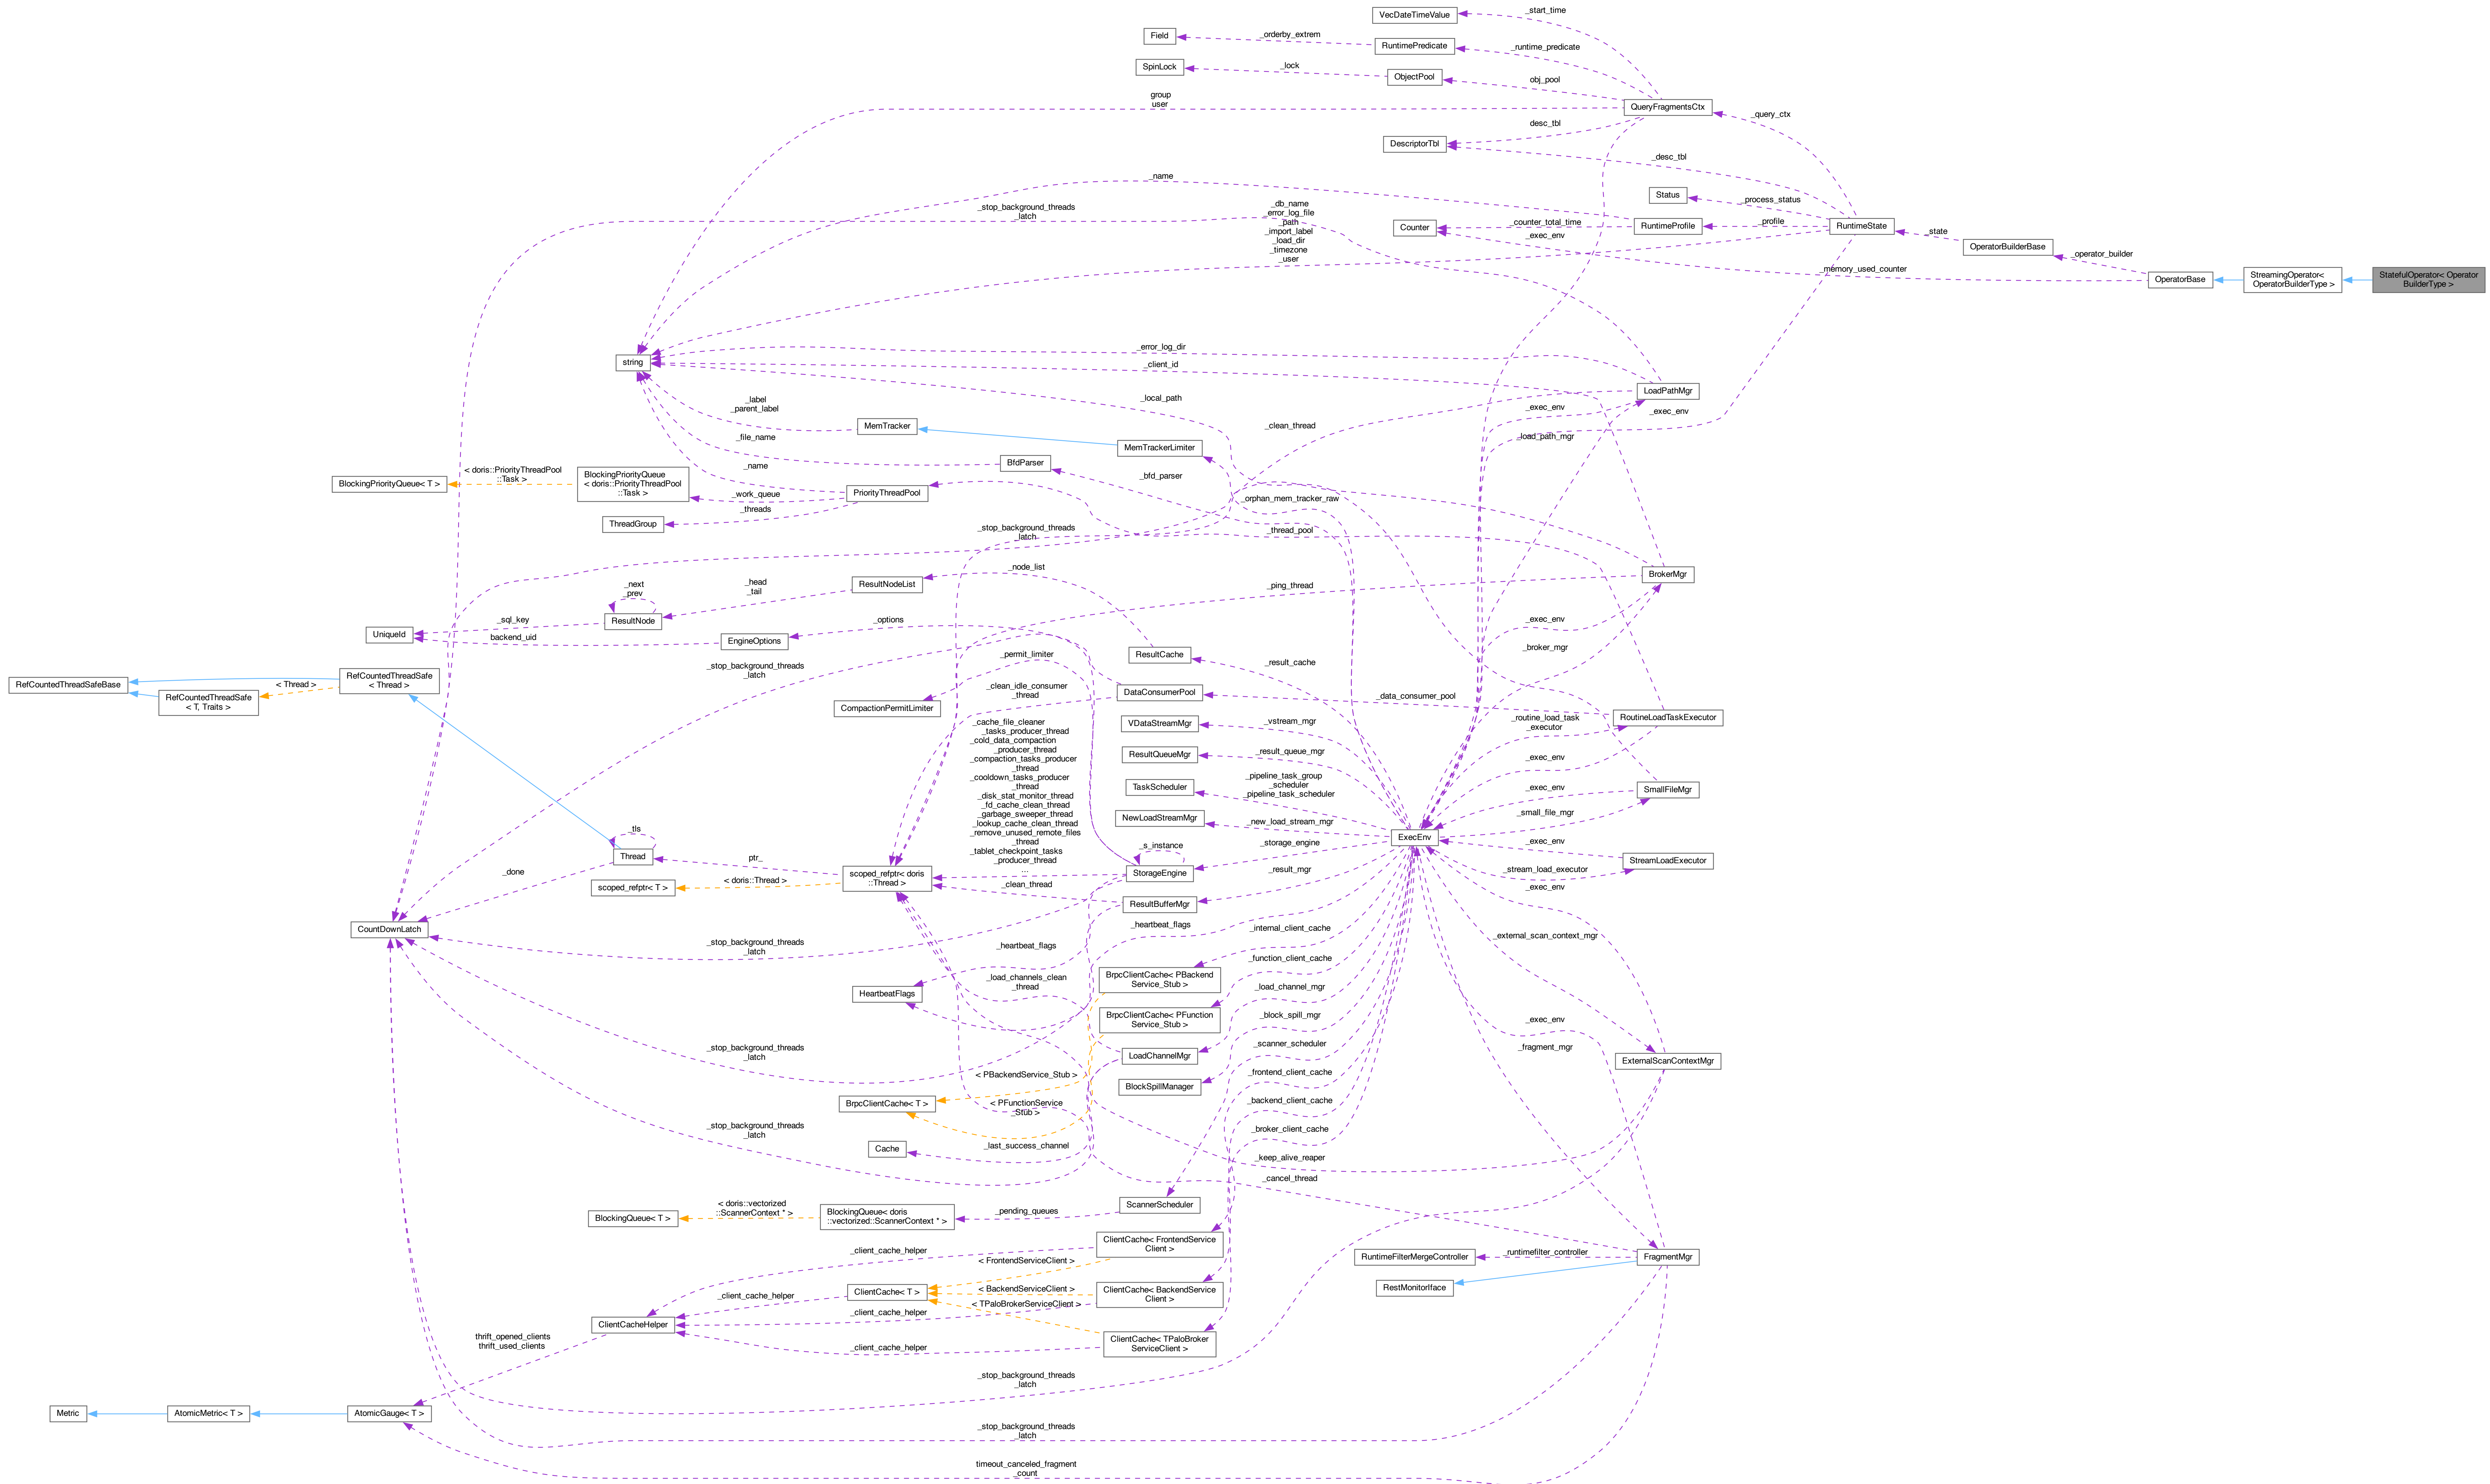 _start_time
VecDateTimeValue
_orderby_extrem
Field
_runtime_predicate
RuntimePredicate
_lock
SpinLock
ObjectPool
obj_pool
group
user
QueryFragmentsCtx
_query_ctx
desc_tbl
DescriptorTbl
_desc_tbl
_name
Status
_process_status
_stop_background_threads
_latch
_db_name
_error_log_file
_path
_import_label
_load_dir
_timezone
_user
Counter
_counter_total_time
RuntimeProfile
_profile
RuntimeState
_state
_exec_env
OperatorBuilderBase
_operator_builder
_memory_used_counter
OperatorBase
StreamingOperator<
OperatorBuilderType >
StatefulOperator< Operator
BuilderType >
_error_log_dir
string
_client_id
_label
_parent_label
_local_path
LoadPathMgr
_exec_env
_exec_env
MemTracker
_clean_thread
_file_name
_load_path_mgr
MemTrackerLimiter
< doris::PriorityThreadPool
::Task >
_name
BfdParser
BlockingPriorityQueue< T >
BlockingPriorityQueue
< doris::PriorityThreadPool
::Task >
_bfd_parser
_work_queue
PriorityThreadPool
_orphan_mem_tracker_raw
_threads
ThreadGroup
_stop_background_threads
_latch
_thread_pool
_node_list
BrokerMgr
_next
_prev
_head
_tail
ResultNodeList
_ping_thread
_sql_key
ResultNode
_options
_exec_env
UniqueId
backend_uid
EngineOptions
_broker_mgr
_permit_limiter
ResultCache
_result_cache
_stop_background_threads
_latch
RefCountedThreadSafeBase
< Thread >
RefCountedThreadSafe
< Thread >
RefCountedThreadSafe
< T, Traits >
_clean_idle_consumer
_thread
DataConsumerPool
_data_consumer_pool
CompactionPermitLimiter
RoutineLoadTaskExecutor
_cache_file_cleaner
_tasks_producer_thread
_cold_data_compaction
_producer_thread
_compaction_tasks_producer
_thread
_cooldown_tasks_producer
_thread
_disk_stat_monitor_thread
_fd_cache_clean_thread
_garbage_sweeper_thread
_lookup_cache_clean_thread
_remove_unused_remote_files
_thread
_tablet_checkpoint_tasks
_producer_thread
...
VDataStreamMgr
_vstream_mgr
_routine_load_task
_executor
ResultQueueMgr
_result_queue_mgr
_exec_env
_pipeline_task_group
_scheduler
_pipeline_task_scheduler
TaskScheduler
_exec_env
SmallFileMgr
NewLoadStreamMgr
_new_load_stream_mgr
_small_file_mgr
_tls
ExecEnv
_s_instance
_storage_engine
_exec_env
Thread
ptr_
StreamLoadExecutor
_done
scoped_refptr< doris
::Thread >
StorageEngine
_result_mgr
_stream_load_executor
scoped_refptr< T >
< doris::Thread >
_clean_thread
_exec_env
ResultBufferMgr
CountDownLatch
_heartbeat_flags
_internal_client_cache
_external_scan_context_mgr
_stop_background_threads
_latch
_heartbeat_flags
_function_client_cache
_load_channels_clean
_thread
BrpcClientCache< PBackend
Service_Stub >
_load_channel_mgr
HeartbeatFlags
BrpcClientCache< PFunction
Service_Stub >
_block_spill_mgr
_exec_env
_stop_background_threads
_latch
LoadChannelMgr
_scanner_scheduler
_fragment_mgr
ExternalScanContextMgr
< PBackendService_Stub >
BlockSpillManager
_frontend_client_cache
BrpcClientCache< T >
< PFunctionService
_Stub >
_backend_client_cache
_stop_background_threads
_latch
_broker_client_cache
Cache
_last_success_channel
_keep_alive_reaper
_cancel_thread
< doris::vectorized
::ScannerContext * >
BlockingQueue< T >
BlockingQueue< doris
::vectorized::ScannerContext * >
_pending_queues
ScannerScheduler
_client_cache_helper
ClientCache< FrontendService
Client >
RuntimeFilterMergeController
_runtimefilter_controller
FragmentMgr
< FrontendServiceClient >
RestMonitorIface
ClientCache< T >
< BackendServiceClient >
ClientCache< BackendService
Client >
_client_cache_helper
< TPaloBrokerServiceClient >
_client_cache_helper
ClientCacheHelper
thrift_opened_clients
thrift_used_clients
_client_cache_helper
ClientCache< TPaloBroker
ServiceClient >
_stop_background_threads
_latch
Metric
AtomicMetric< T >
AtomicGauge< T >
_stop_background_threads
_latch
timeout_canceled_fragment
_count